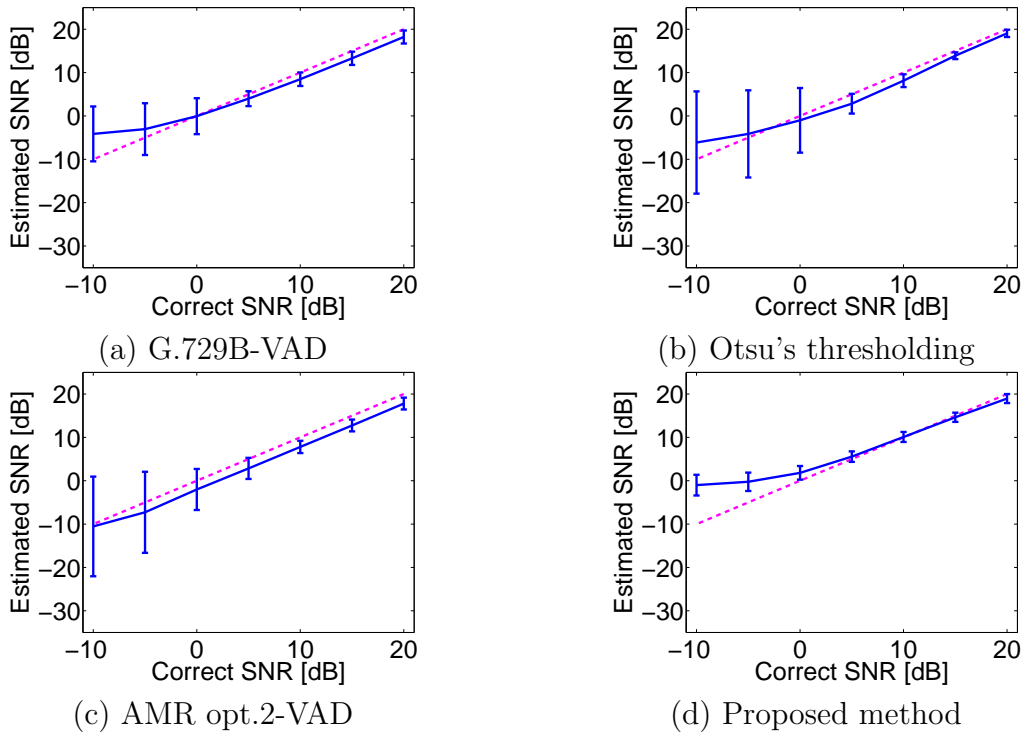 20
10
0
−10
−20
−30
Estimated SNR [dB]
−10 0 10 20
Correct SNR [dB]
(a) G.729B-VAD
20
10
0
−10
−20
−30
Estimated SNR [dB]
−10 0 10 20
Correct SNR [dB]
(b) Otsu's thresholding
20
10
0
−10
−20
−30
Estimated SNR [dB]
−10 0 10 20
Correct SNR [dB]
(c) AMR opt.2-VAD
20
10
0
−10
−20
−30
Estimated SNR [dB]
−10 0 10 20
Correct SNR [dB]
(d) Proposed method